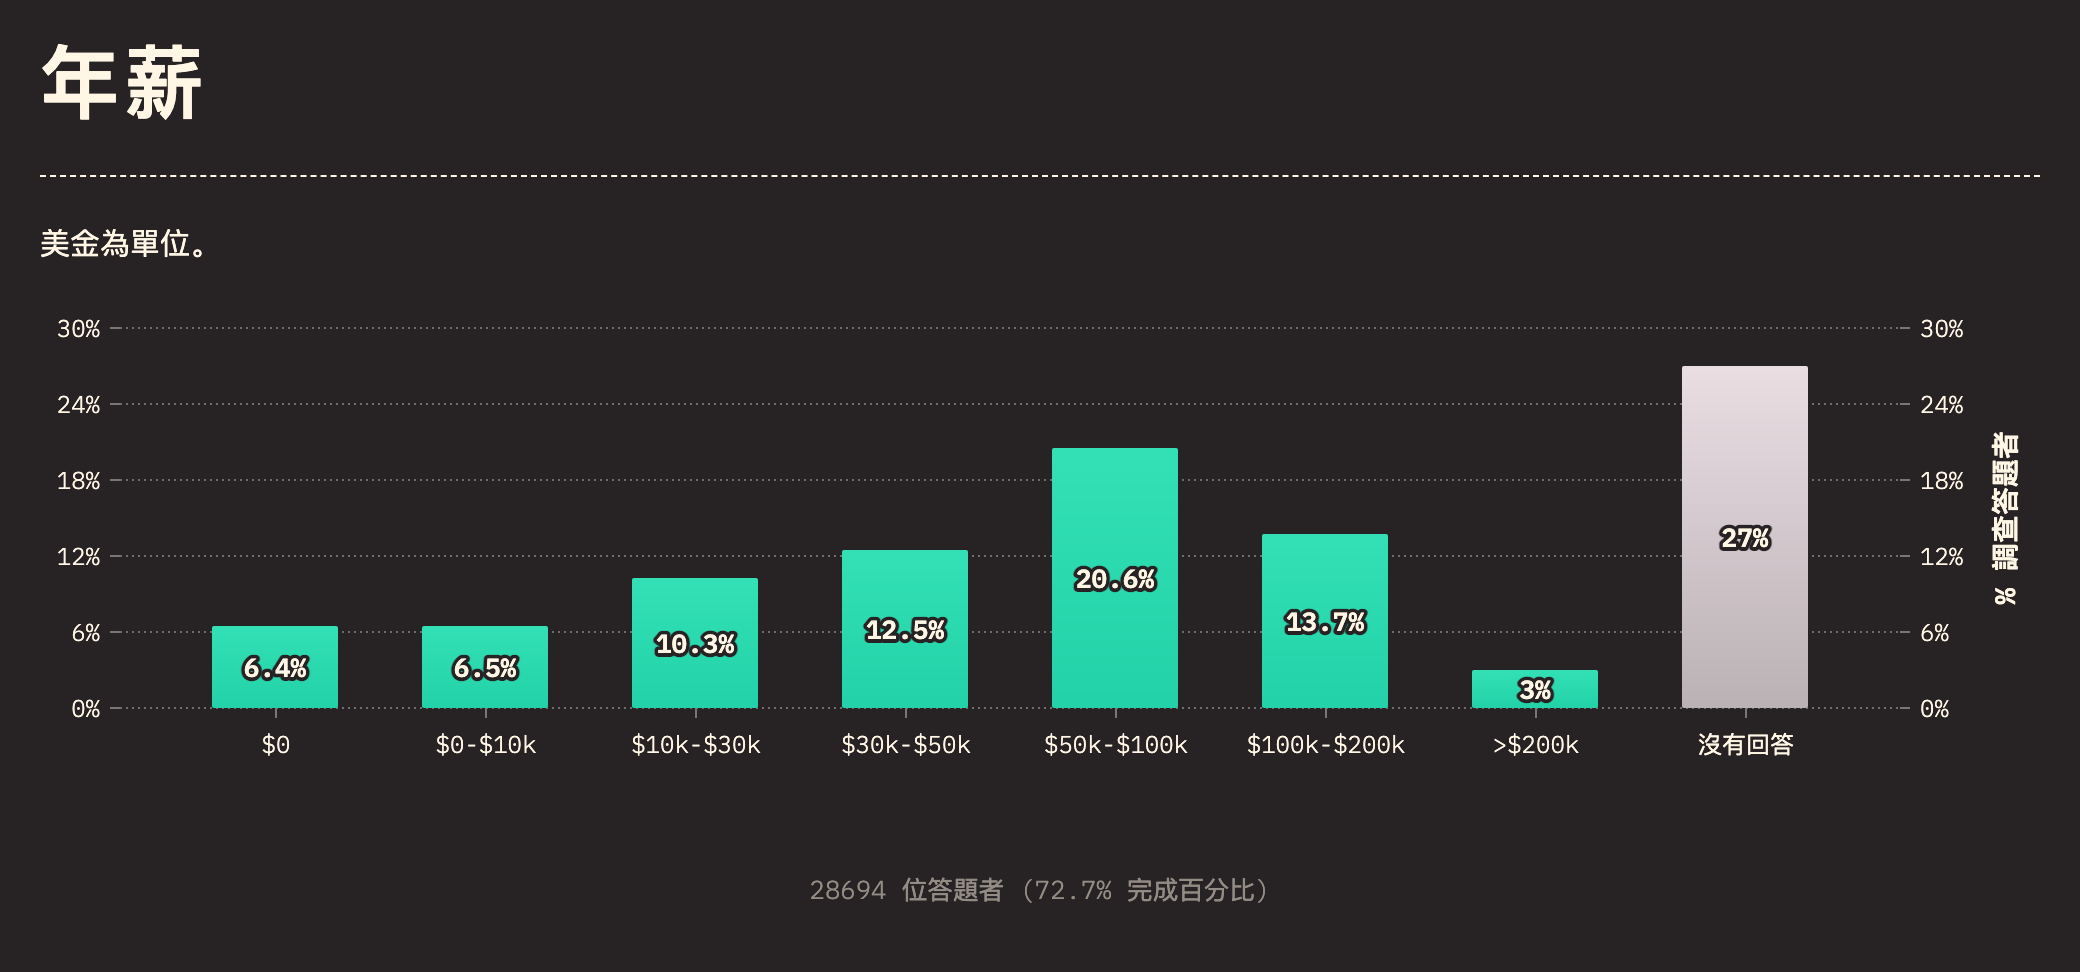 年薪
美金為單位。
30% 30%
24% 24%
18% 18%
12% 12%
6% 6%
0% 0%
% 調查答題者
6.4% 6.5% 10.3% 12.5% 20.6% 13.7% 3% 27%
$0 $0-$10k $10k-$30k $30k-$50k $50k-$100k $100k-$200k >$200k 沒有回答
28694 位答題者 (72.7% 完成百分比)